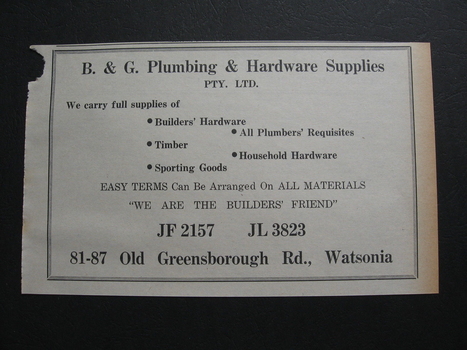 B. & G. Plumbing & Hardware Supplies
PTY. LTD.
We carry full supplies of
• Builders' Hardware
• All Plumbers' Requisites
• Timber
• Household Hardware
• Sporting Goods
EASY TERMS Can Be Arranged On ALL MATERIALS
"WE ARE THE BUILDERS' FRIEND"
JF 2157 JL 3823
81-87 Old Greensborough Rd., Watsonia